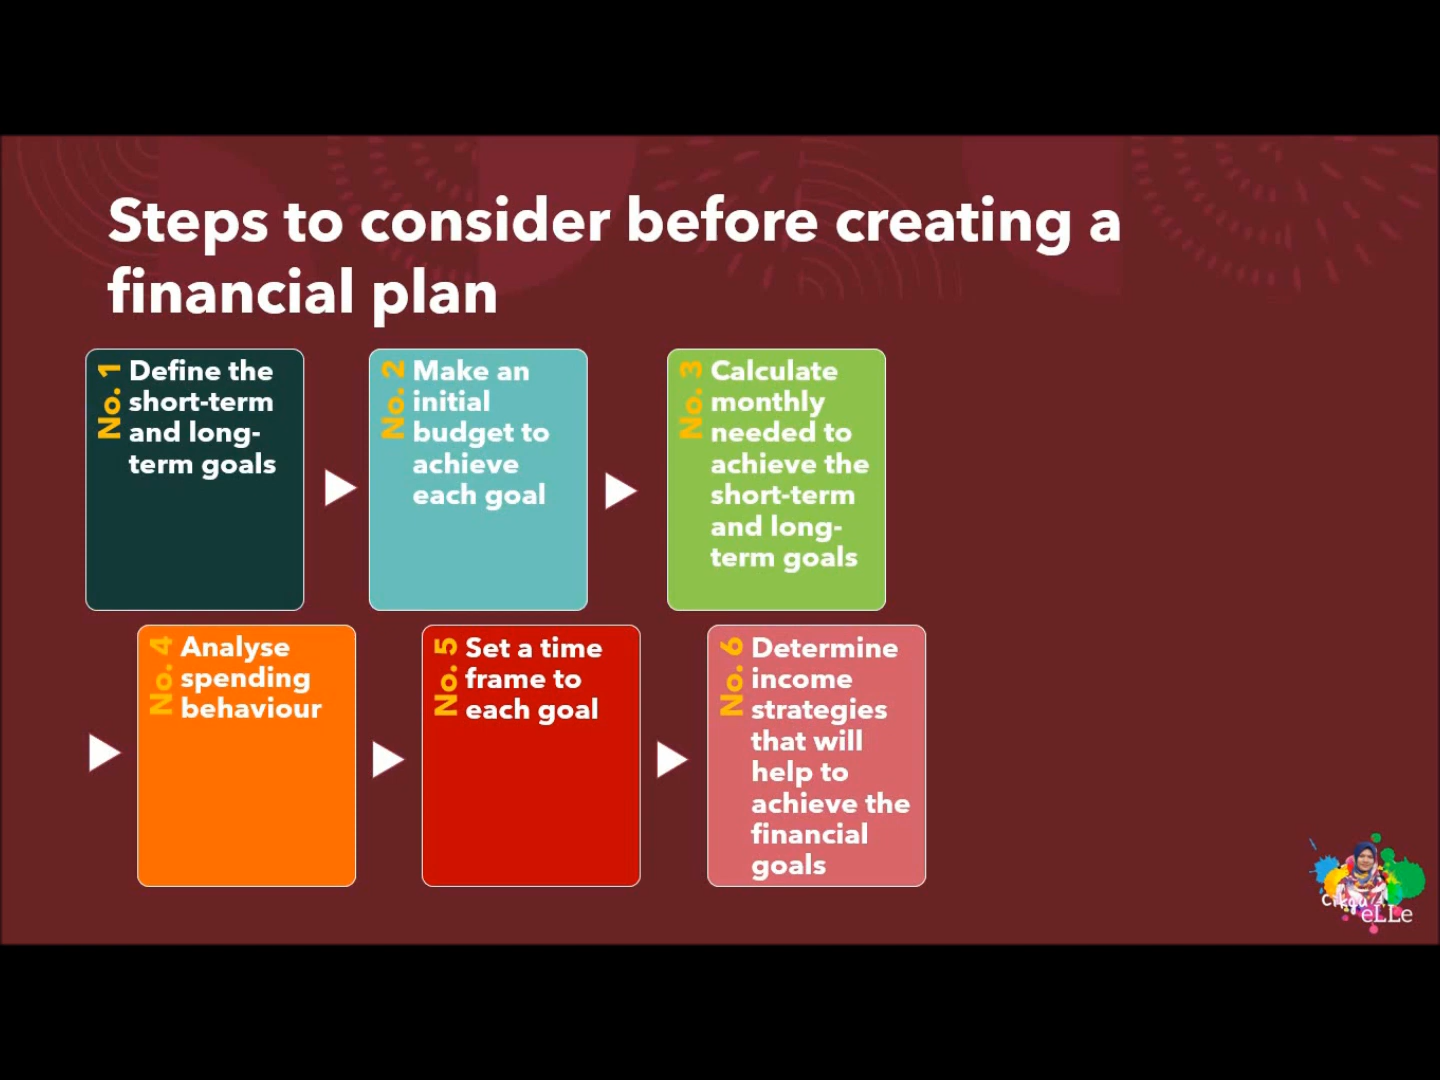 Steps to consider before creating a
financial plan
No. 1
Define the
short-term
and long-
term goals
No. 2
Make an
initial
budget to
achieve
each goal
No. 3
Calculate
monthly
needed to
achieve the
short-term
and long-
term goals
No. 4
Analyse
spending
behaviour
No. 5
Set a time
frame to
each goal
No. 6
Determine
income
strategies
that will
help to
achieve the
financial
goals
eLLe